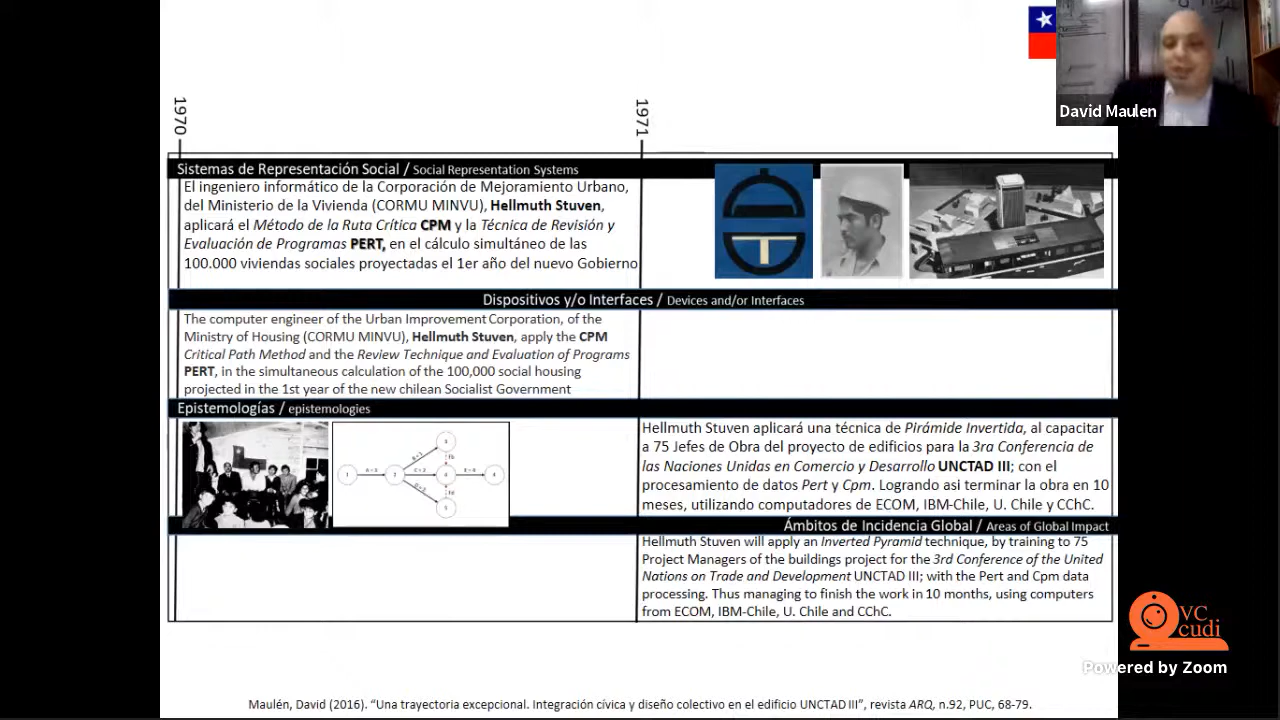 David Maulen
1970
1971
Sistemas de Representación Social / Social Representation Systems
El ingeniero informático de la Corporación de Mejoramiento Urbano,
del Ministerio de la Vivienda (CORMU MINVU), Hellmuth Stuven,
aplicará el Método de la Ruta Crítica CPM y la Técnica de Revisión y
Evaluación de Programas PERT, en el cálculo simultáneo de las
100.000 viviendas sociales proyectadas el 1er año del nuevo Gobierno
Dispositivos y/o Interfaces / Devices and/or Interfaces
The computer engineer of the Urban Improvement Corporation, of the
Ministry of Housing (CORMU MINVU), Hellmuth Stuven, apply the CPM
Critical Path Method and the Review Technique and Evaluation of Programs
PERT, in the simultaneous calculation of the 100,000 social housing
projected in the 1st year of the new chilean Socialist Government
Epistemologías / epistemologies
Hellmuth Stuven aplicará una técnica de Pirámide Invertida, al capacitar
a 75 Jefes de Obra del proyecto de edificios para la 3ra Conferencia de
las Naciones Unidas en Comercio y Desarrollo UNCTAD III; con el
procesamiento de datos Pert y Cpm. Logrando asi terminar la obra en 10
meses, utilizando computadores de ECOM, IBM-Chile, U. Chile y CChC.
Ámbitos de Incidencia Global / Areas of Global Impact
Hellmuth Stuven will apply an Inverted Pyramid technique, by training to 75
Project Managers of the buildings project for the 3rd Conference of the United
Nations on Trade and Development UNCTAD III; with the Pert and Cpm data
processing. Thus managing to finish the work in 10 months, using computers
from ECOM, IBM-Chile, U. Chile and CChC.
VC
cudi
Powered by Zoom
Maulén, David (2016). “Una trayectoria excepcional. Integración cívica y diseño colectivo en el edificio UNCTAD III”, revista ARQ, n.92, PUC, 68-79.